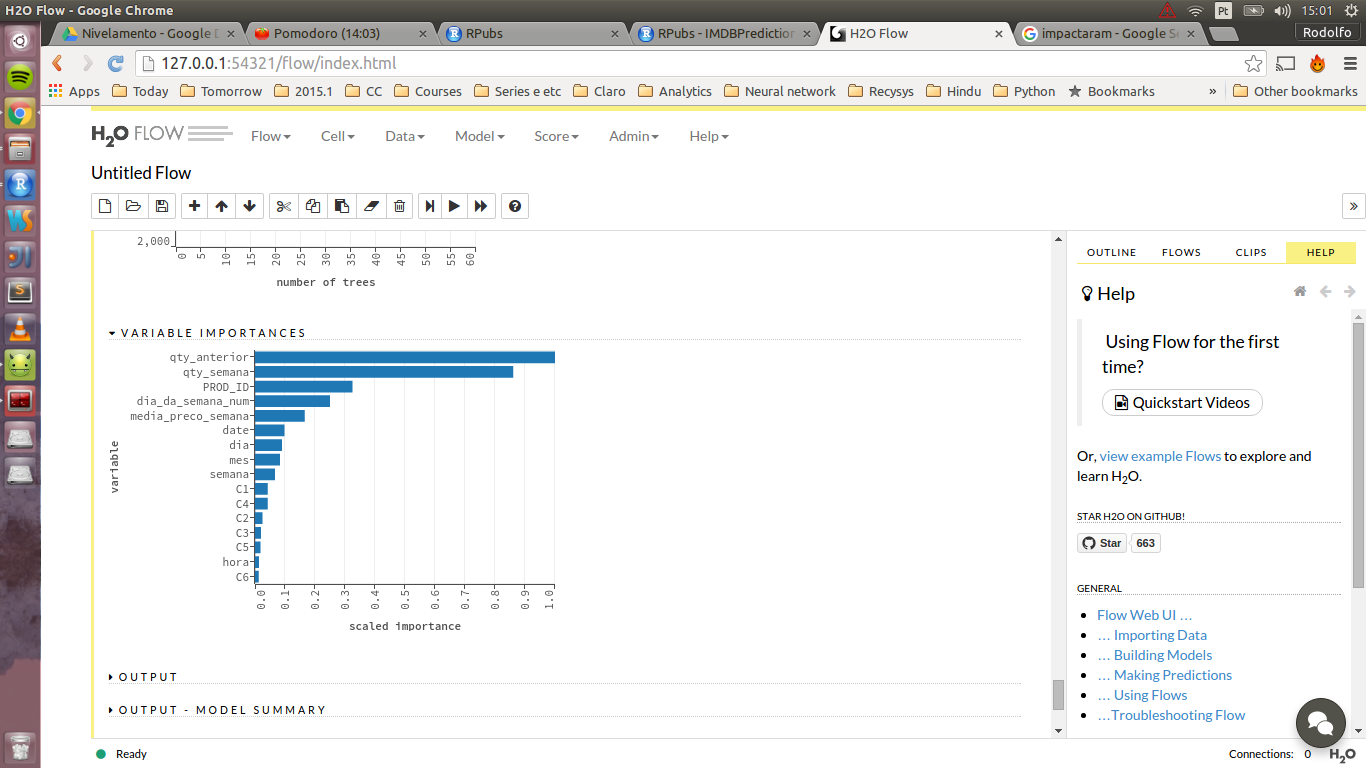 H2O Flow - Google Chrome
Pt
15:01
Nivelamento - Google D
Pomodoro (14:03)
RPubs
RPubs - IMDBPrediction
H2O Flow
impactaram - Google Se
Rodolfo
127.0.0.1:54321/flow/index.html
Apps Today Tomorrow 2015.1 CC Courses Series e etc Claro Analytics Neural network Recysys Hindu Python Bookmarks » Other bookmarks
H2O FLOW Flow Cell Data Model Score Admin Help
Untitled Flow
2,000
0 5 10 15 20 25 30 35 40 45 50 55 60
number of trees
VARIABLE IMPORTANCES
variable
qty_anterior
qty_semana
PROD_ID
dia_da_semana_num
media_preco_semana
date
dia
mes
semana
C1
C4
C2
C3
C5
hora
C6
0.0 0.1 0.2 0.3 0.4 0.5 0.6 0.7 0.8 0.9 1.0
scaled importance
OUTPUT
OUTPUT - MODEL SUMMARY
OUTLINE FLOWS CLIPS HELP
Help
Using Flow for the first
time?
Quickstart Videos
Or, view example Flows to explore and
learn H2O.
STAR H2O ON GITHUB!
Star 663
GENERAL
Flow Web UI …
… Importing Data
… Building Models
… Making Predictions
… Using Flows
…Troubleshooting Flow
Ready
Connections: 0 H2O